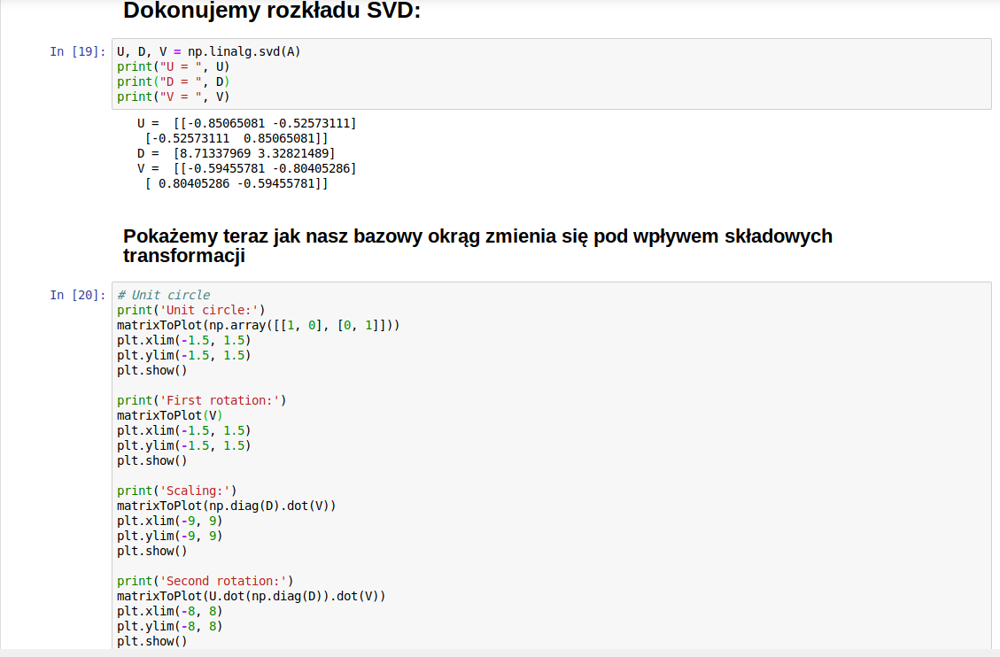 Dokonujemy rozkładu SVD:
In [19]: U, D, V = np.linalg.svd(A)
print("U = ", U)
print("D = ", D)
print("V = ", V)
U =  [[-0.85065081 -0.52573111]
 [-0.52573111  0.85065081]]
D =  [8.71337969 3.32821489]
V =  [[-0.59455781 -0.80405286]
 [ 0.80405286 -0.59455781]]
Pokażemy teraz jak nasz bazowy okrąg zmienia się pod wpływem składowych
transformacji
In [20]: # Unit circle
print('Unit circle:')
matrixToPlot(np.array([[1, 0], [0, 1]]))
plt.xlim(-1.5, 1.5)
plt.ylim(-1.5, 1.5)
plt.show()
print('First rotation:')
matrixToPlot(V)
plt.xlim(-1.5, 1.5)
plt.ylim(-1.5, 1.5)
plt.show()
print('Scaling:')
matrixToPlot(np.diag(D).dot(V))
plt.xlim(-9, 9)
plt.ylim(-9, 9)
plt.show()
print('Second rotation:')
matrixToPlot(U.dot(np.diag(D)).dot(V))
plt.xlim(-8, 8)
plt.ylim(-8, 8)
plt.show()